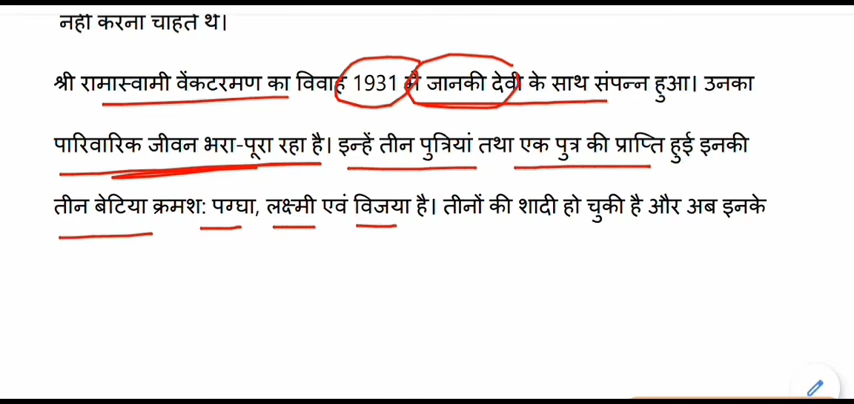 नहीं करना चाहते थे।
श्री रामास्वामी वेंकटरमण का विवाह 1931 में जानकी देवी के साथ संपन्न हुआ। उनका
पारिवारिक जीवन भरा-पूरा रहा है। इन्हें तीन पुत्रियां तथा एक पुत्र की प्राप्ति हुई इनकी
तीन बेटिया क्रमश: पग्घा, लक्ष्मी एवं विजया है। तीनों की शादी हो चुकी है और अब इनके